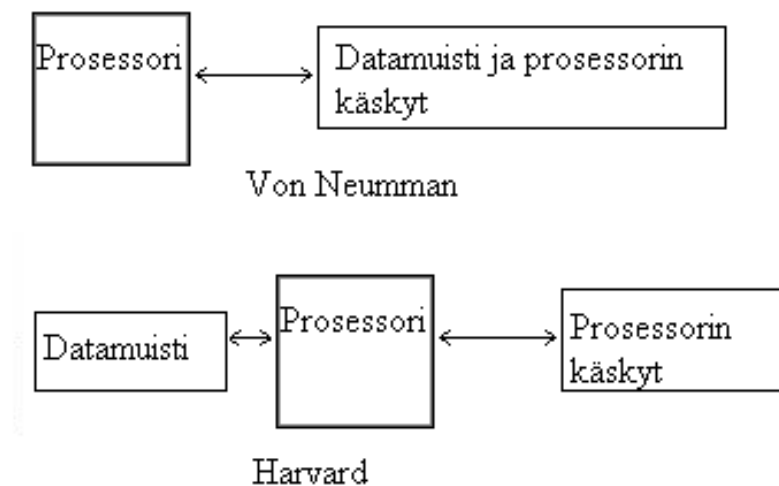 Prosessori
Datamuisti ja prosessorin
käskyt
Von Neumman
Datamuisti
Prosessori
Prosessorin
käskyt
Harvard